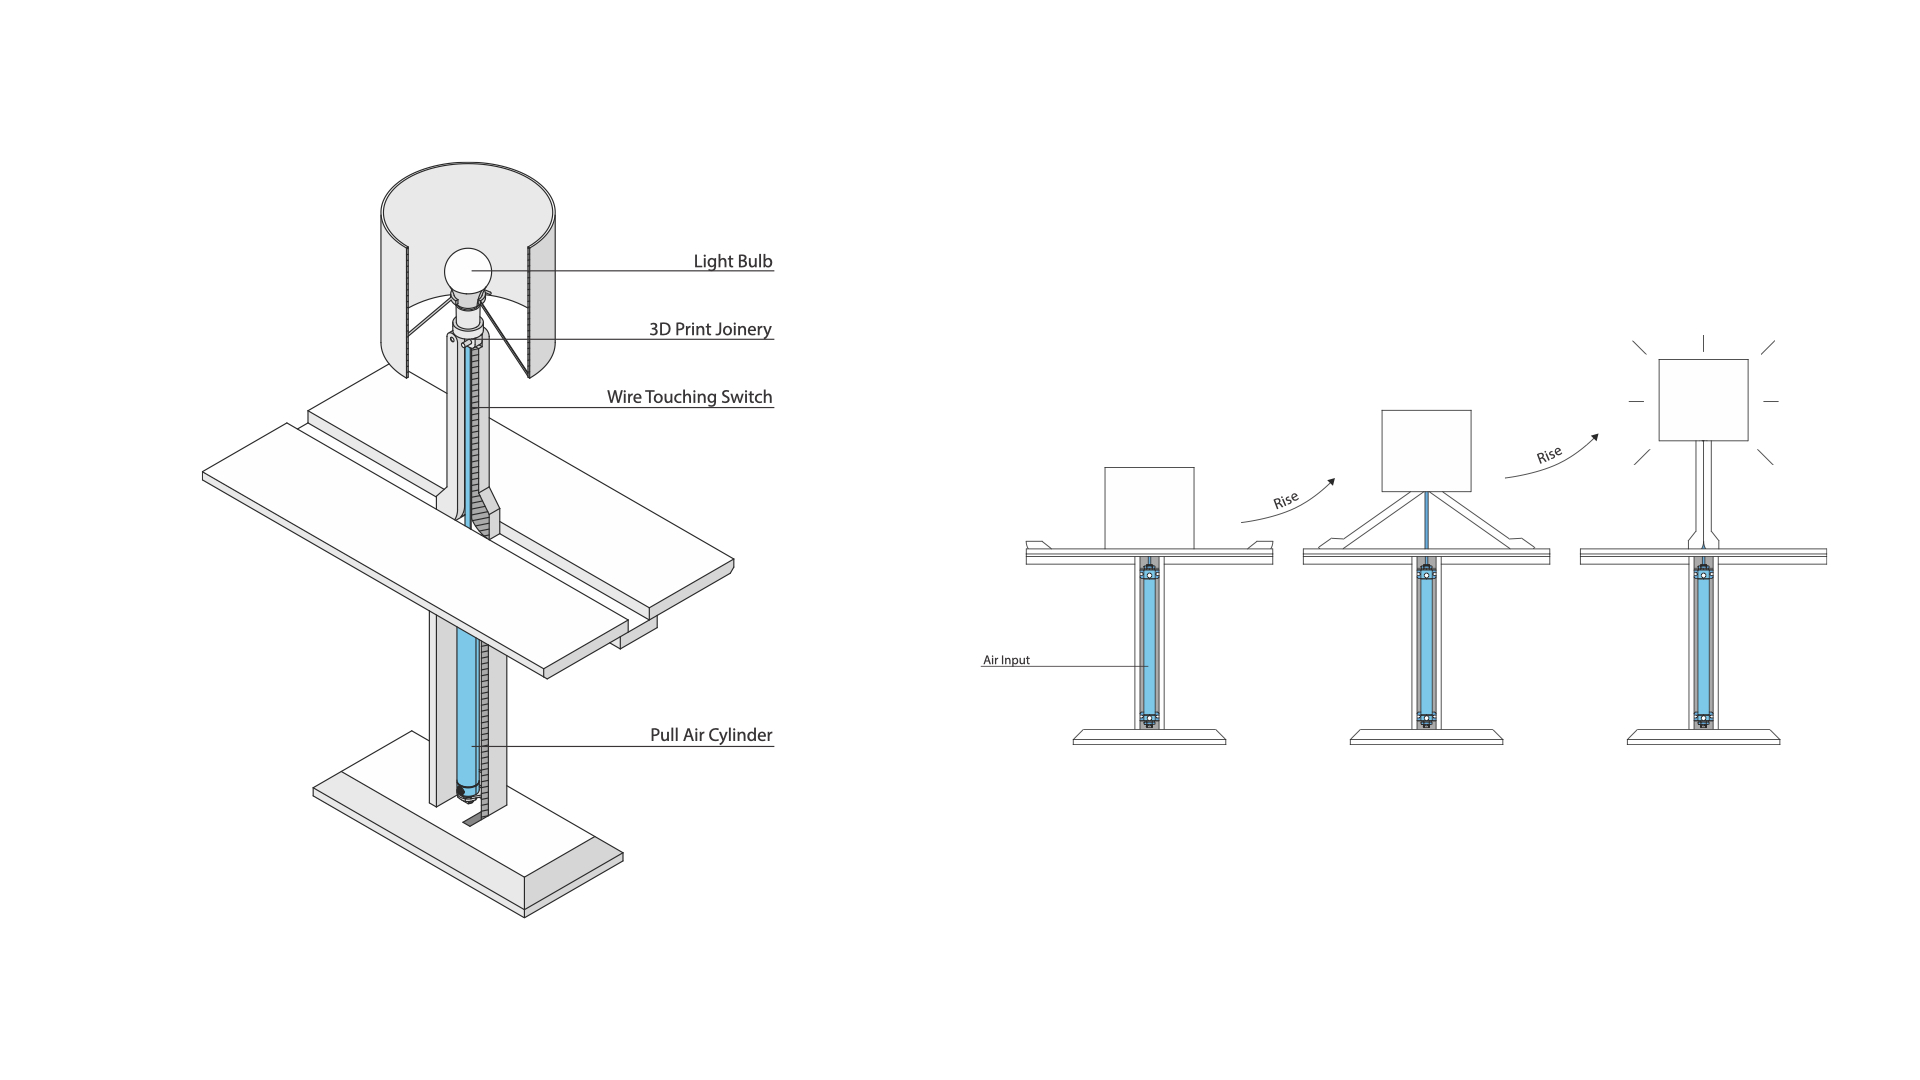 Light Bulb
3D Print Joinery
Wire Touching Switch
Pull Air Cylinder
Rise
Rise
Air Input